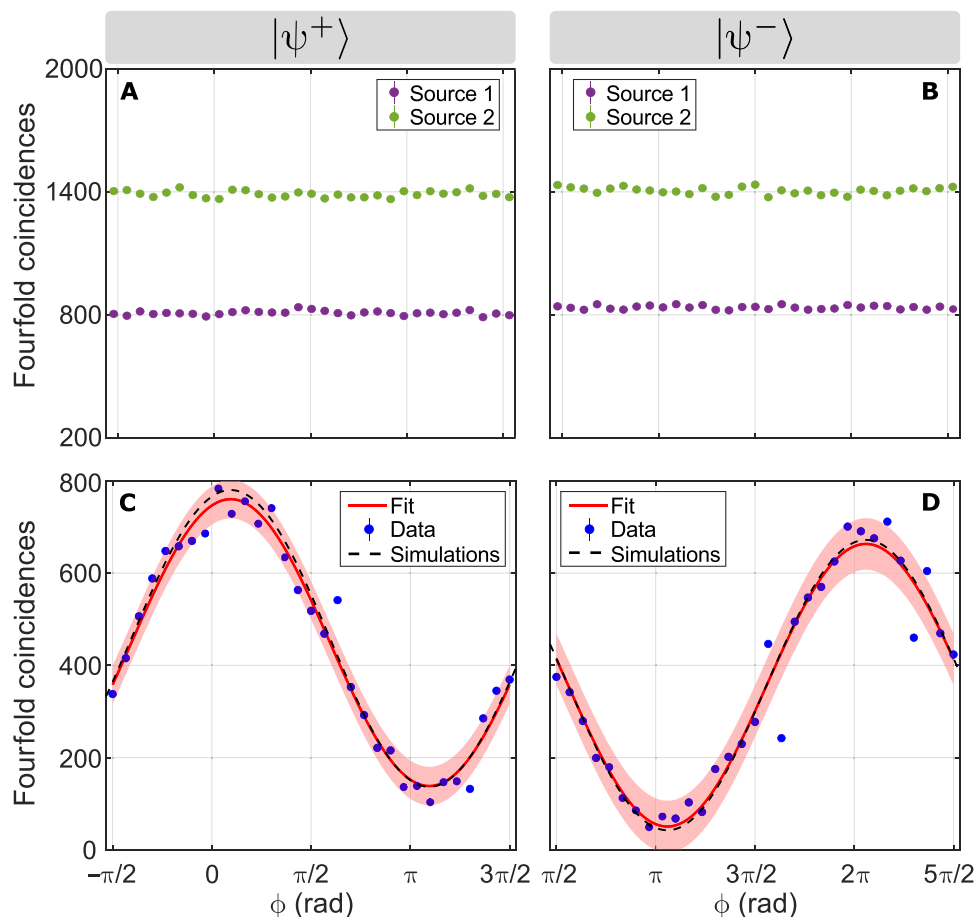 |ψ⁺⟩
|ψ⁻⟩
A
B
Source 1
Source 2
Source 1
Source 2
Fourfold coincidences
2000
1400
800
200
C
D
Fit
Data
Simulations
Fit
Data
Simulations
Fourfold coincidences
800
600
400
200
0
−π/2 0 π/2 π 3π/2
π/2 π 3π/2 2π 5π/2
ϕ (rad)
ϕ (rad)